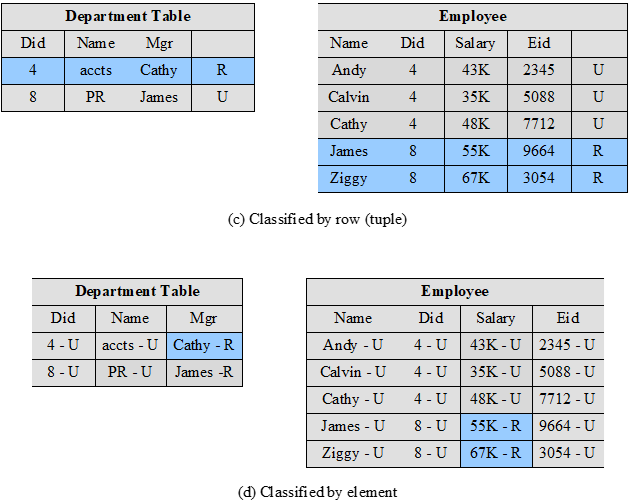 Department Table
Did Name Mgr
4 accts Cathy R
8 PR James U
Employee
Name Did Salary Eid
Andy 4 43K 2345 U
Calvin 4 35K 5088 U
Cathy 4 48K 7712 U
James 8 55K 9664 R
Ziggy 8 67K 3054 R
(c) Classified by row (tuple)
Department Table
Did Name Mgr
4 - U accts - U Cathy - R
8 - U PR - U James -R
Employee
Name Did Salary Eid
Andy - U 4 - U 43K - U 2345 - U
Calvin - U 4 - U 35K - U 5088 - U
Cathy - U 4 - U 48K - U 7712 - U
James - U 8 - U 55K - R 9664 - U
Ziggy - U 8 - U 67K - R 3054 - U
(d) Classified by element